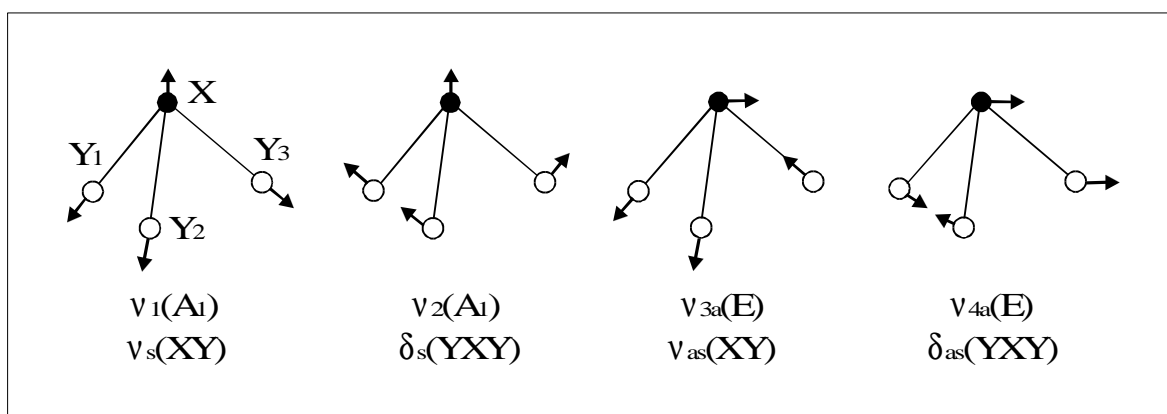 X
Y1 Y3
Y2
ν1(A1) ν2(A1) ν3a(E) ν4a(E)
νs(XY) δs(YXY) νas(XY) δas(YXY)